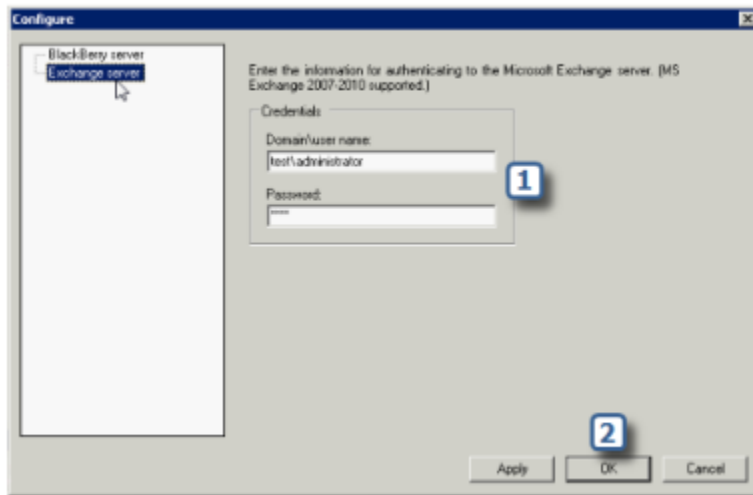 Configure
BlackBerry server
Exchange server
Enter the information for authenticating to the Microsoft Exchange server. (MS
Exchange 2007-2010 supported.)
Credentials
Domain\user name:
test\administrator
1
Password:
2
Apply
OK
Cancel